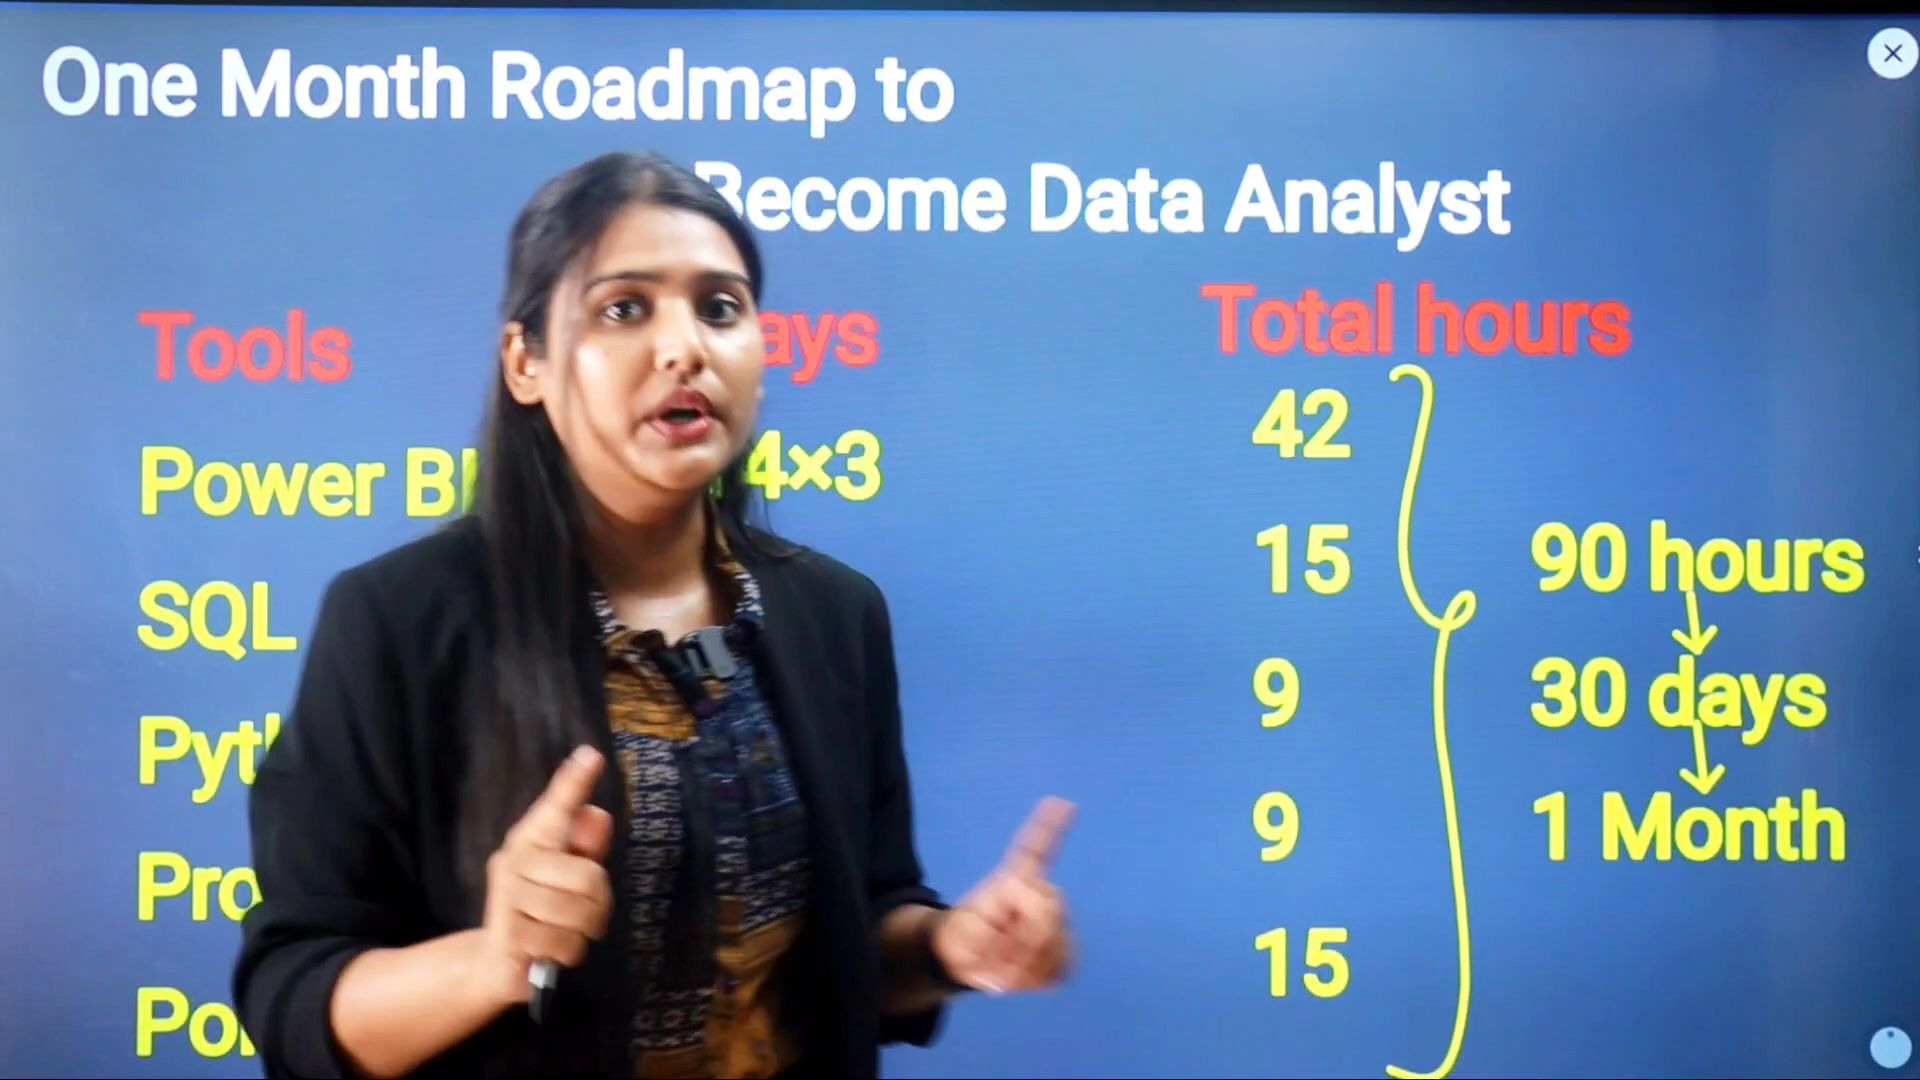 One Month Roadmap to
Become Data Analyst
Tools Total hours
Power BI 4×3 42
SQL 15
9
9
15
90 hours
30 days
1 Month